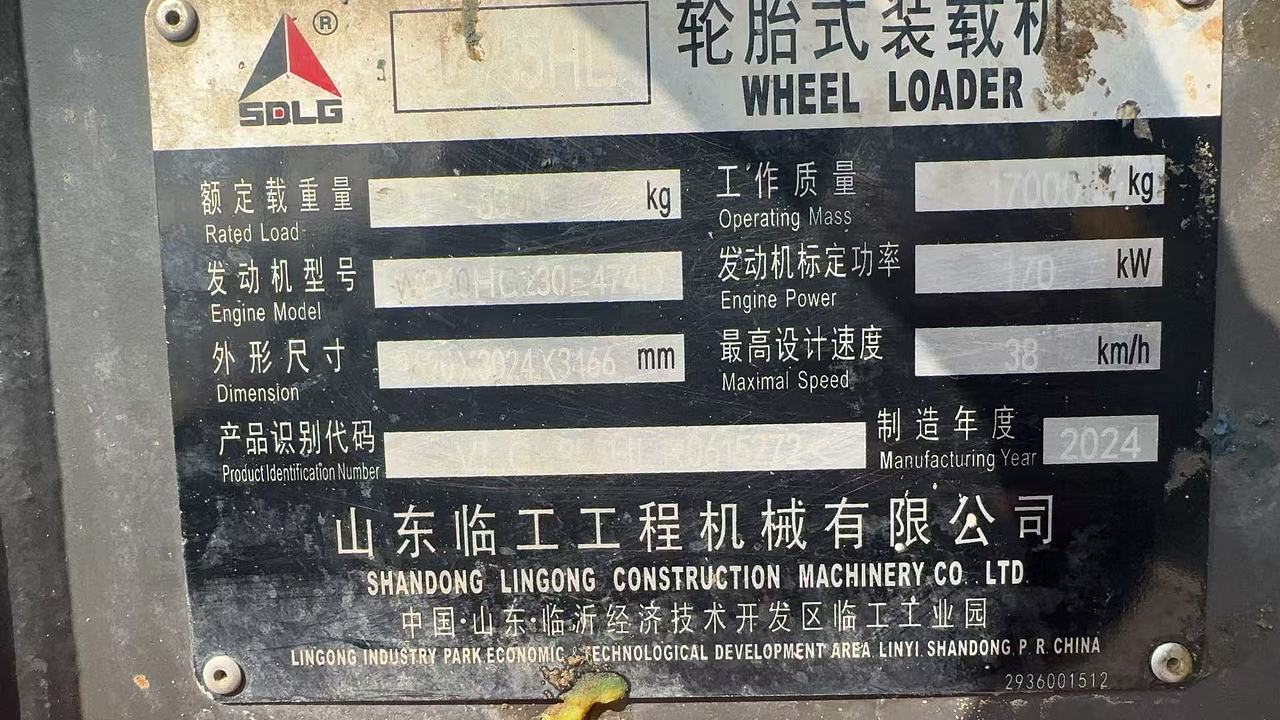 SDLG ®
轮胎式装载机
WHEEL LOADER
额定载重量 kg
Rated Load
工作质量 kg
Operating Mass
发动机型号
Engine Model
发动机标定功率 170 kW
Engine Power
外形尺寸 mm
Dimension
最高设计速度 38 km/h
Maximal Speed
产品识别代码
Product Identification Number
制造年度 2024
Manufacturing Year
山东临工工程机械有限公司
SHANDONG LINGONG CONSTRUCTION MACHINERY CO. LTD.
中国·山东·临沂经济技术开发区临工工业园
LINGONG INDUSTRY PARK ECONOMIC TECHNOLOGICAL DEVELOPMENT AREA LINYI SHANDONG P. R. CHINA
2936001512